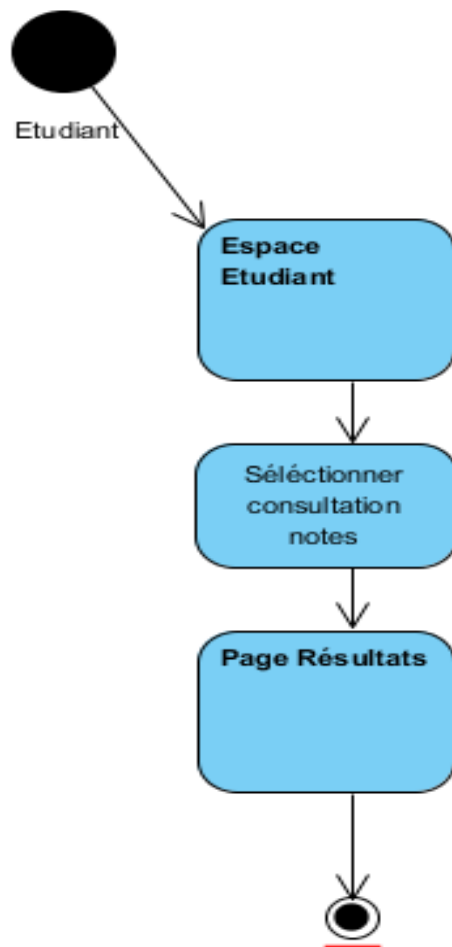 Etudiant
Espace
Etudiant
Séléctionner
consultation
notes
Page Résultats